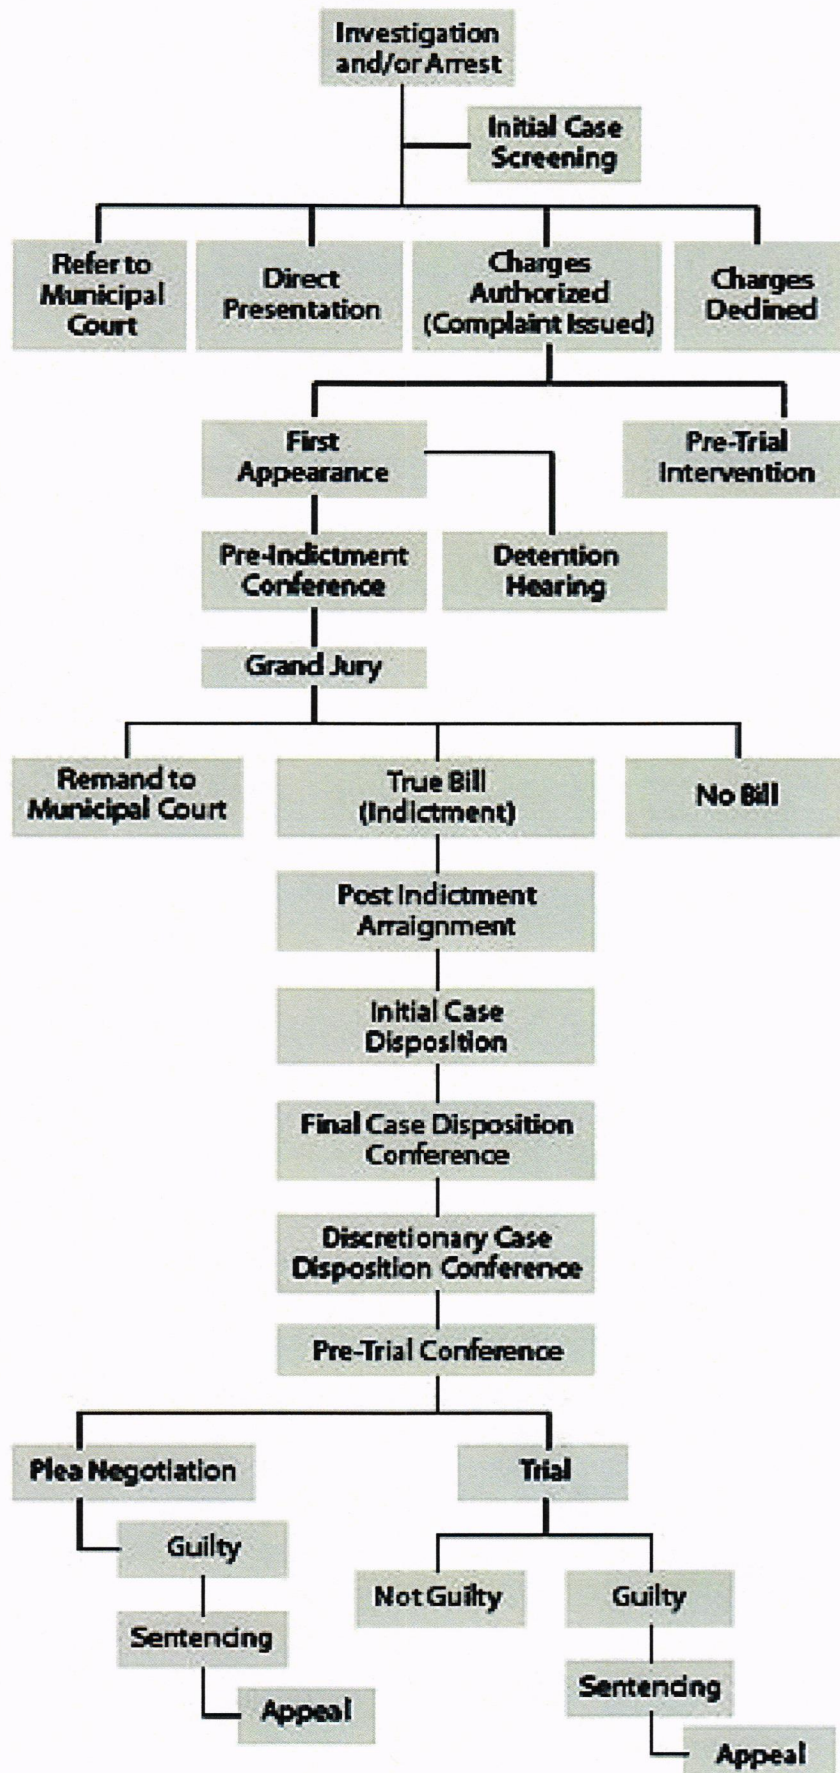 Investigation
and/or Arrest
Initial Case
Screening
Refer to
Municipal
Court
Direct
Presentation
Charges
Authorized
(Complaint Issued)
Charges
Declined
First
Appearance
Pre-Trial
Intervention
Pre-Indictment
Conference
Detention
Hearing
Grand Jury
Remand to
Municipal Court
True Bill
(Indictment)
No Bill
Post Indictment
Arraignment
Initial Case
Disposition
Final Case Disposition
Conference
Discretionary Case
Disposition Conference
Pre-Trial Conference
Plea Negotiation
Trial
Guilty
Not Guilty
Guilty
Sentencing
Sentencing
Appeal
Appeal